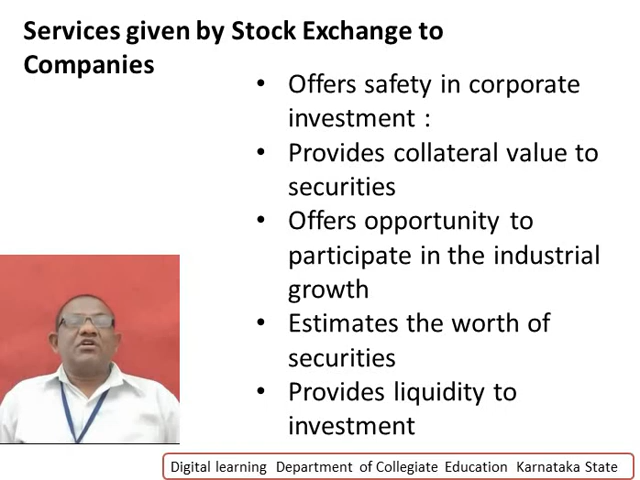 Services given by Stock Exchange to
Companies
• Offers safety in corporate
investment :
• Provides collateral value to
securities
• Offers opportunity to
participate in the industrial
growth
• Estimates the worth of
securities
• Provides liquidity to
investment
Digital learning Department of Collegiate Education Karnataka State